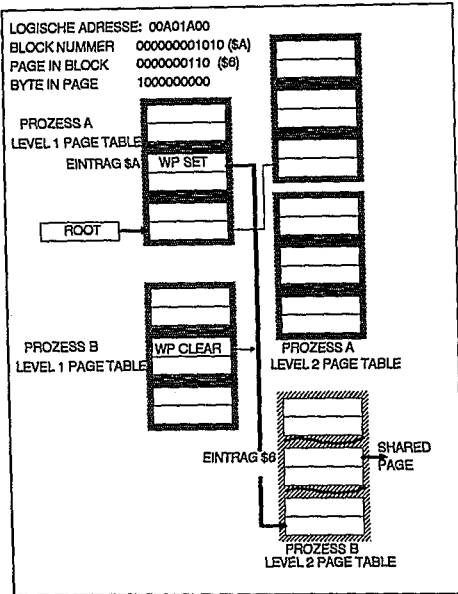 LOGISCHE ADRESSE: 00A01A00
BLOCK NUMMER 000000001010 ($A)
PAGE IN BLOCK 0000000110 ($6)
BYTE IN PAGE 1000000000
PROZESS A
LEVEL 1 PAGE TABLE
EINTRAG $A
WP SET
ROOT
PROZESS B
LEVEL 1 PAGE TABLE
WP CLEAR
PROZESS A
LEVEL 2 PAGE TABLE
EINTRAG $6
SHARED
PAGE
PROZESS B
LEVEL 2 PAGE TABLE